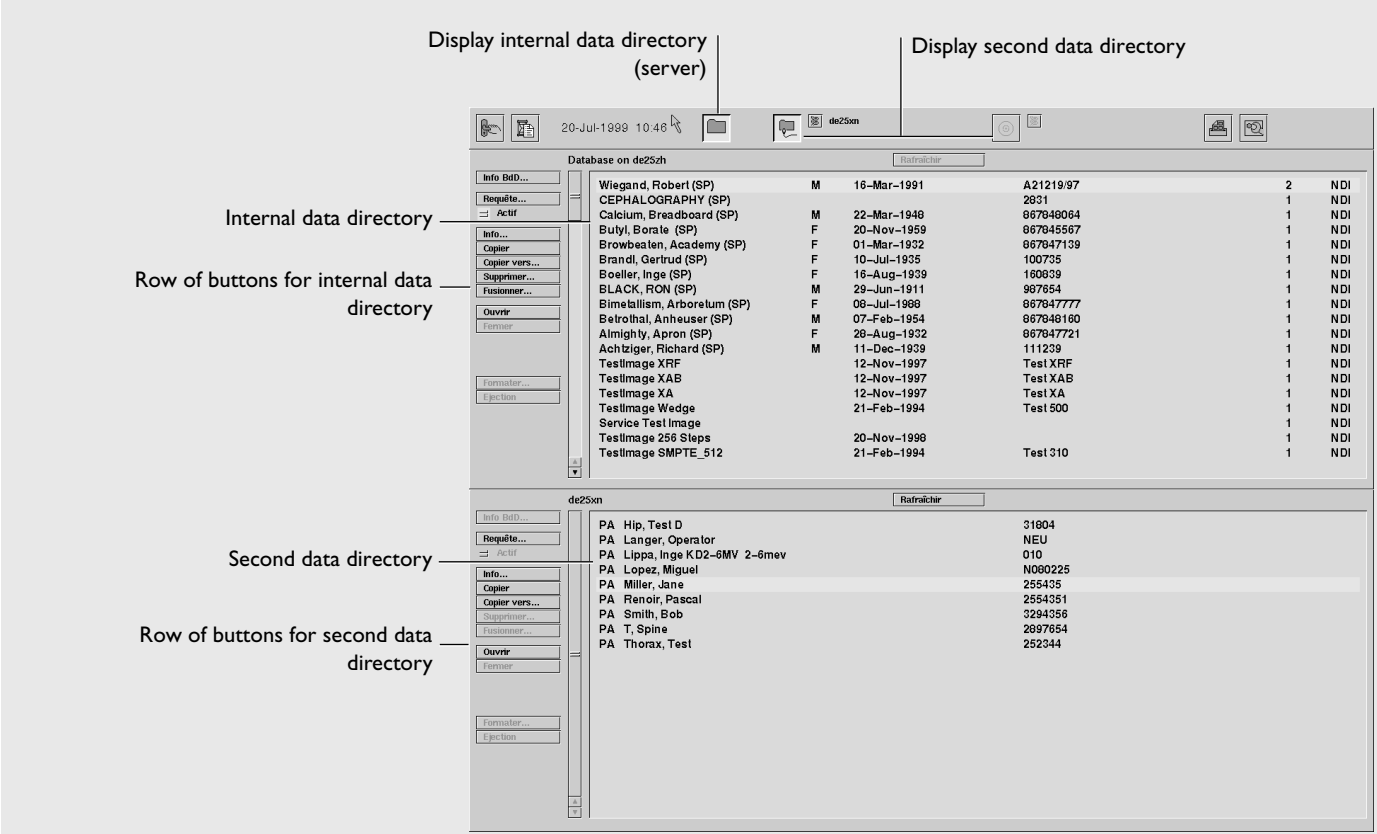 Display internal data directory
(server)
Display second data directory
20-Jul-1999 10:46
de25xn
Database on de25zh
Rafraîchir
Internal data directory
Row of buttons for internal data
directory
Info BdD...
Requête...
Actif
Info...
Copier
Copier vers...
Supprimer...
Fusionner...
Ouvrir
Fermer
Formater...
Ejection
Wiegand, Robert (SP) M 16-Mar-1991 A21219/97 2 NDI
CEPHALOGRAPHY (SP) 2831 1 NDI
Calcium, Breadboard (SP) M 22-Mar-1948 867848064 1 NDI
Butyl, Borate (SP) F 20-Nov-1959 867845567 1 NDI
Browbeaten, Academy (SP) F 01-Mar-1932 867847139 1 NDI
Brandl, Gertrud (SP) F 10-Jul-1935 100735 1 NDI
Boeller, Inge (SP) F 16-Aug-1939 160839 1 NDI
BLACK, RON (SP) M 29-Jun-1911 987654 1 NDI
Bimetallism, Arboretum (SP) F 08-Jul-1988 867847777 1 NDI
Betrothal, Anheuser (SP) M 07-Feb-1954 867848160 1 NDI
Almighty, Apron (SP) F 28-Aug-1932 867847721 1 NDI
Achtziger, Richard (SP) M 11-Dec-1939 111239 1 NDI
TestImage XRF 12-Nov-1997 Test XRF 1 NDI
TestImage XAB 12-Nov-1997 Test XAB 1 NDI
TestImage XA 12-Nov-1997 Test XA 1 NDI
TestImage Wedge 21-Feb-1994 Test 500 1 NDI
Service Test Image 1 NDI
TestImage 256 Steps 20-Nov-1998 1 NDI
TestImage SMPTE_512 21-Feb-1994 Test 310 1 NDI
de25xn
Rafraîchir
Second data directory
Row of buttons for second data
directory
Info BdD...
Requête...
Actif
Info...
Copier
Copier vers...
Supprimer...
Fusionner...
Ouvrir
Fermer
Formater...
Ejection
PA Hip, Test D 31804
PA Langer, Operator NEU
PA Lippa, Inge KD2-6MV 2-6mev 010
PA Lopez, Miguel N080225
PA Miller, Jane 255435
PA Renoir, Pascal 2554351
PA Smith, Bob 3294356
PA T, Spine 2897654
PA Thorax, Test 252344